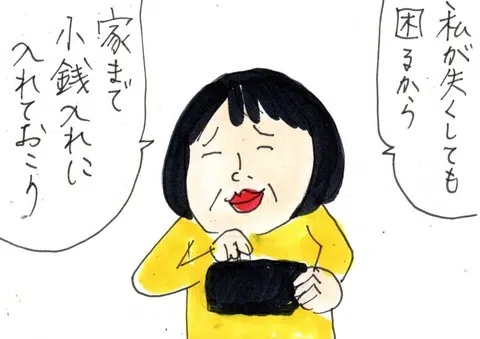 私が失くしても
困るから
家まで
小銭入れに
入れておこう